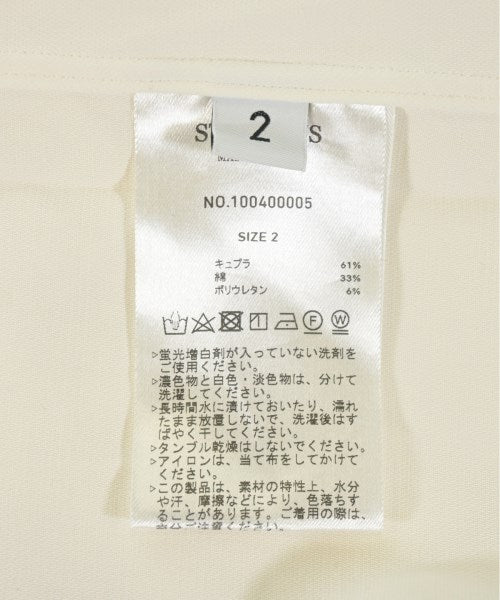 2
NO.100400005
SIZE 2
キュプラ 61%
綿 33%
ポリウレタン 6%
▷蛍光増白剤が入っていない洗剤を
ご使用ください。
▷濃色物と白色・淡色物は、分けて
洗濯してください。
▷長時間水に漬けておいたり、濡れ
たまま放置しないで、洗濯後はす
ばやく干してください。
▷タンブル乾燥はしないでください。
▷アイロンは、当て布をしてかけて
ください。
▷この製品は、素材の特性上、水分
や汗、摩擦などにより、色落ちす
ることがあります。ご着用の際は、
充分ご注意ください。